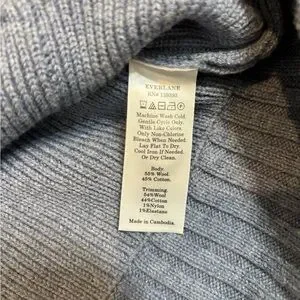 EVERLANE
RN# 139393
Machine Wash Cold.
Gentle Cycle Only.
With Like Colors.
Only Non-Chlorine
Bleach When Needed.
Lay Flat To Dry.
Cool Iron If Needed.
Or Dry Clean.
Body:
55% Wool.
45% Cotton.
Trimming:
54%Wool
44%Cotton
1%Nylon
1%Elastane
Made in Cambodia.